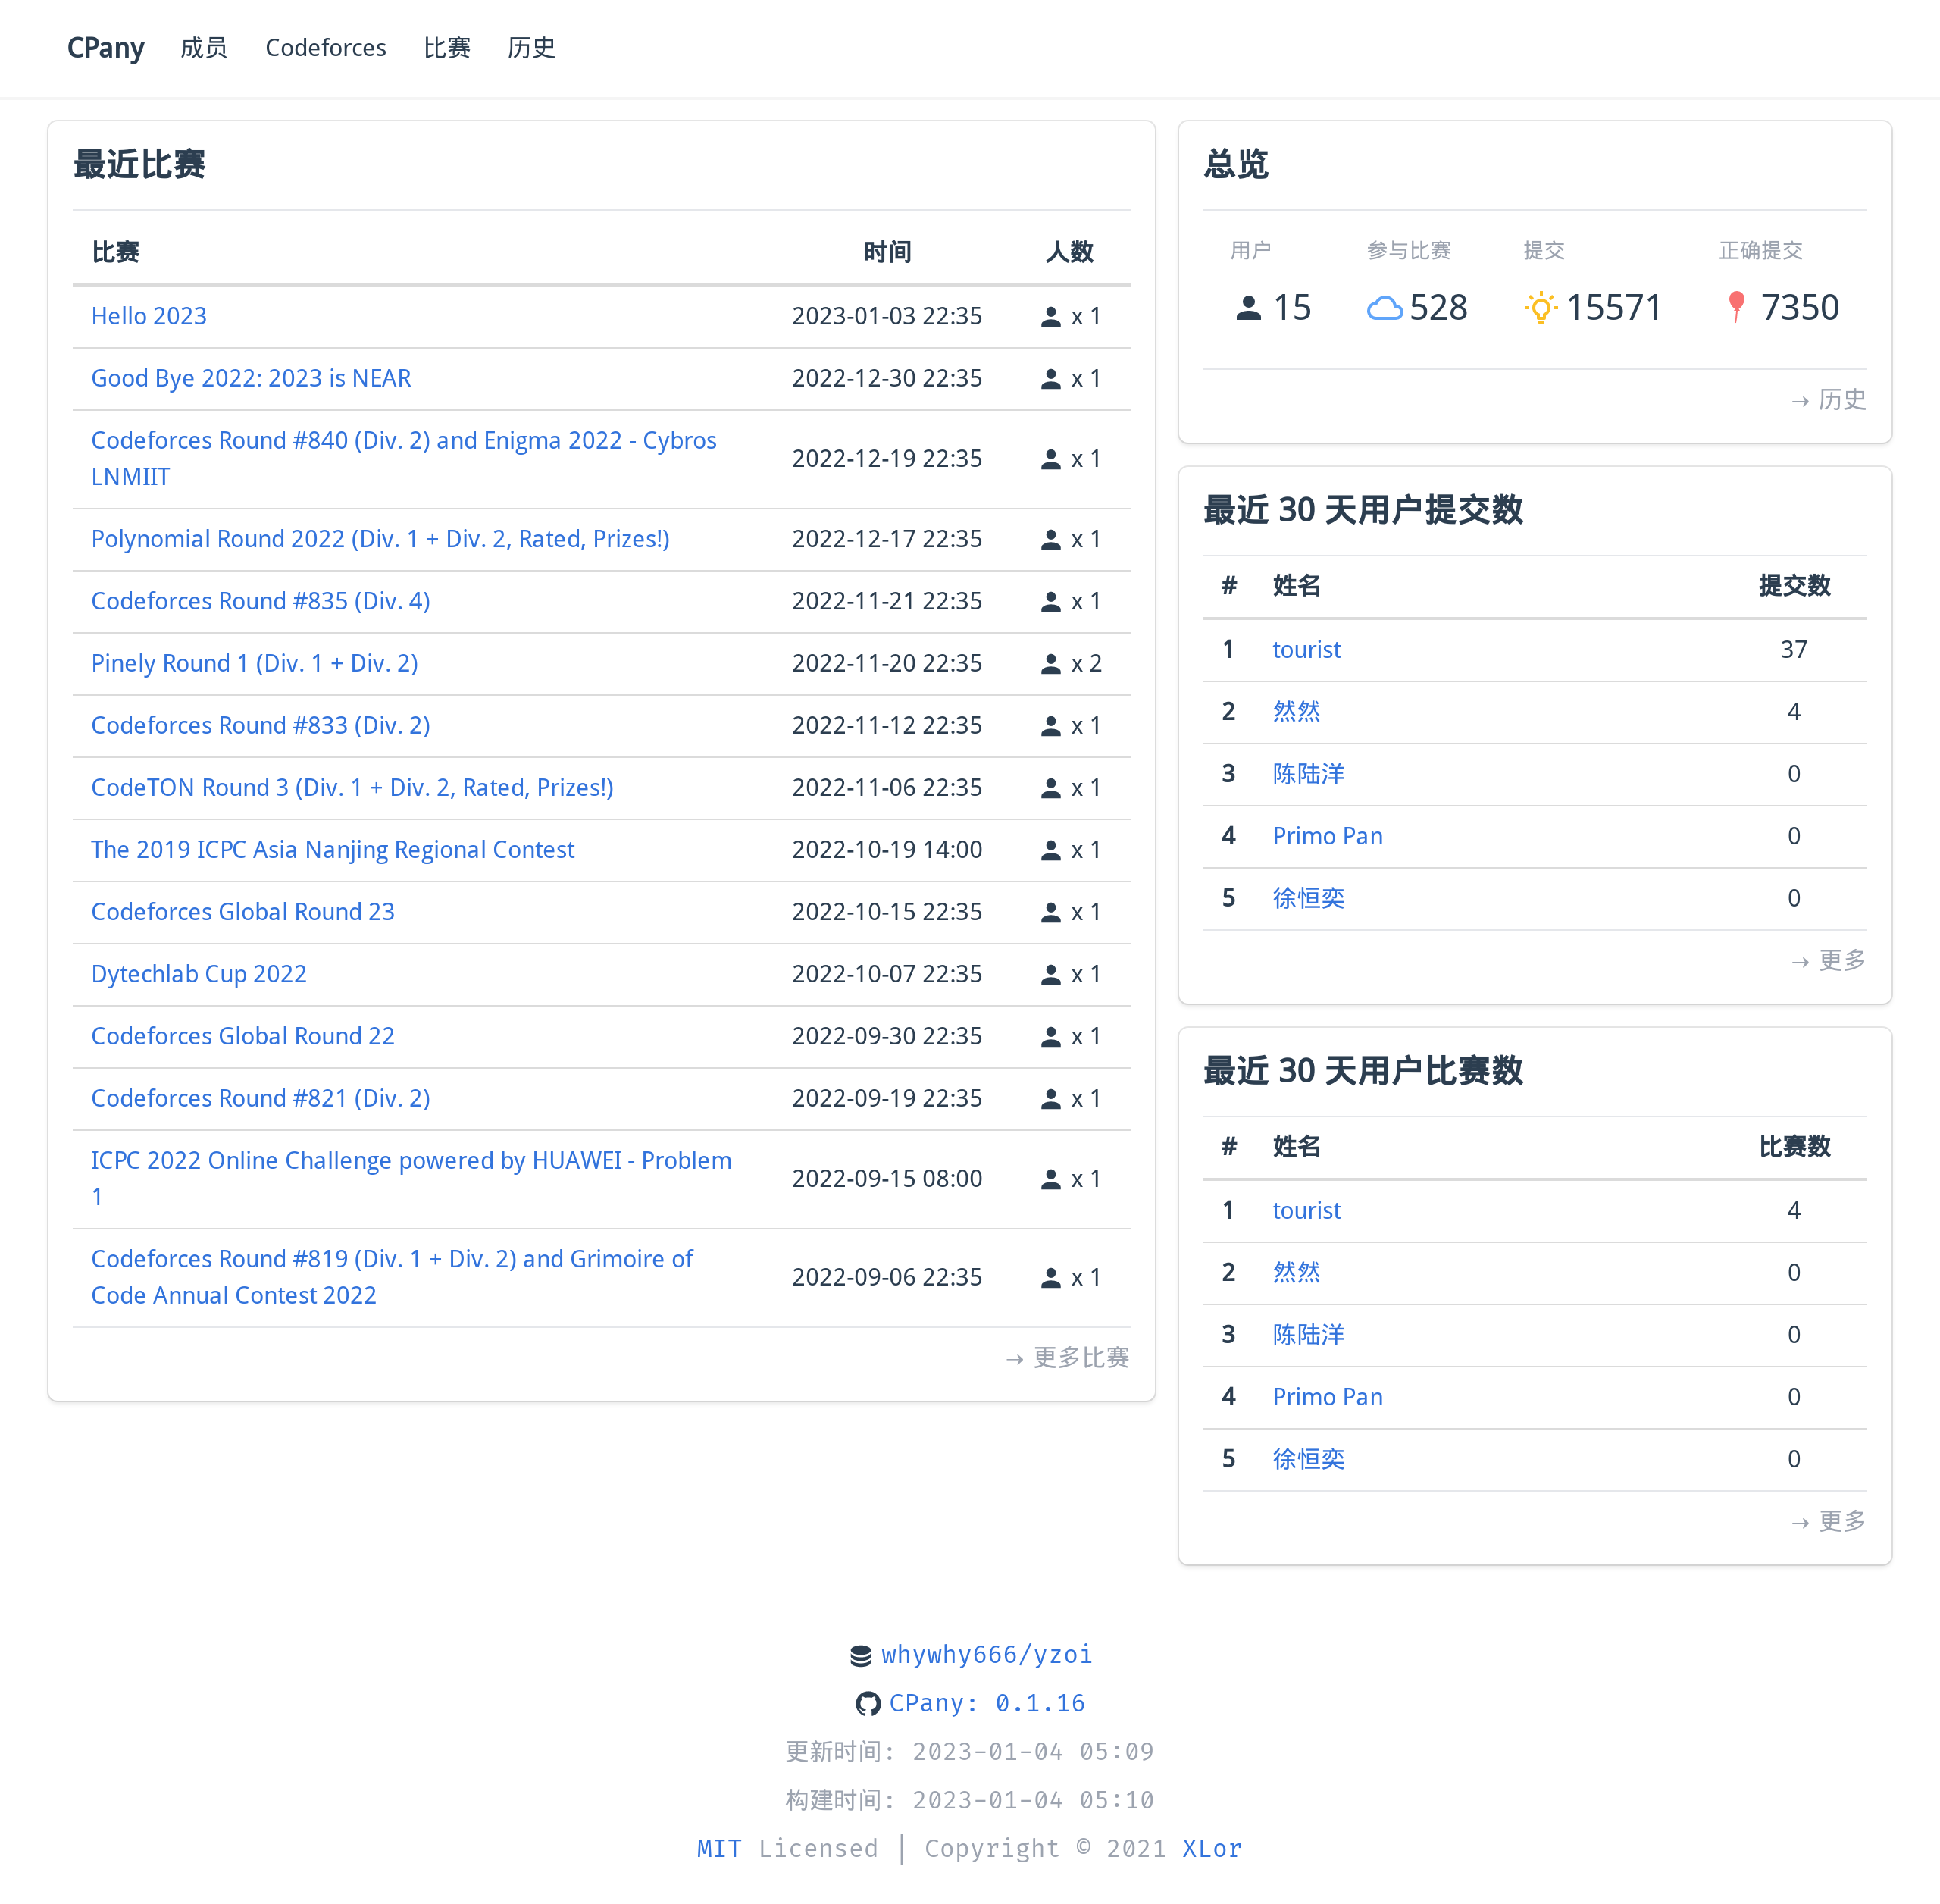 CPany 成员 Codeforces 比赛 历史
最近比赛
比赛 时间 人数
Hello 2023 2023-01-03 22:35 x 1
Good Bye 2022: 2023 is NEAR 2022-12-30 22:35 x 1
Codeforces Round #840 (Div. 2) and Enigma 2022 - Cybros
LNMIIT 2022-12-19 22:35 x 1
Polynomial Round 2022 (Div. 1 + Div. 2, Rated, Prizes!) 2022-12-17 22:35 x 1
Codeforces Round #835 (Div. 4) 2022-11-21 22:35 x 1
Pinely Round 1 (Div. 1 + Div. 2) 2022-11-20 22:35 x 2
Codeforces Round #833 (Div. 2) 2022-11-12 22:35 x 1
CodeTON Round 3 (Div. 1 + Div. 2, Rated, Prizes!) 2022-11-06 22:35 x 1
The 2019 ICPC Asia Nanjing Regional Contest 2022-10-19 14:00 x 1
Codeforces Global Round 23 2022-10-15 22:35 x 1
Dytechlab Cup 2022 2022-10-07 22:35 x 1
Codeforces Global Round 22 2022-09-30 22:35 x 1
Codeforces Round #821 (Div. 2) 2022-09-19 22:35 x 1
ICPC 2022 Online Challenge powered by HUAWEI - Problem
1 2022-09-15 08:00 x 1
Codeforces Round #819 (Div. 1 + Div. 2) and Grimoire of
Code Annual Contest 2022 2022-09-06 22:35 x 1
→ 更多比赛
总览
用户 参与比赛 提交 正确提交
15 528 15571 7350
→ 历史
最近 30 天用户提交数
# 姓名 提交数
1 tourist 37
2 然然 4
3 陈陆洋 0
4 Primo Pan 0
5 徐恒奕 0
→ 更多
最近 30 天用户比赛数
# 姓名 比赛数
1 tourist 4
2 然然 0
3 陈陆洋 0
4 Primo Pan 0
5 徐恒奕 0
→ 更多
whywhy666/yzoi
CPany: 0.1.16
更新时间: 2023-01-04 05:09
构建时间: 2023-01-04 05:10
MIT Licensed | Copyright © 2021 XLor